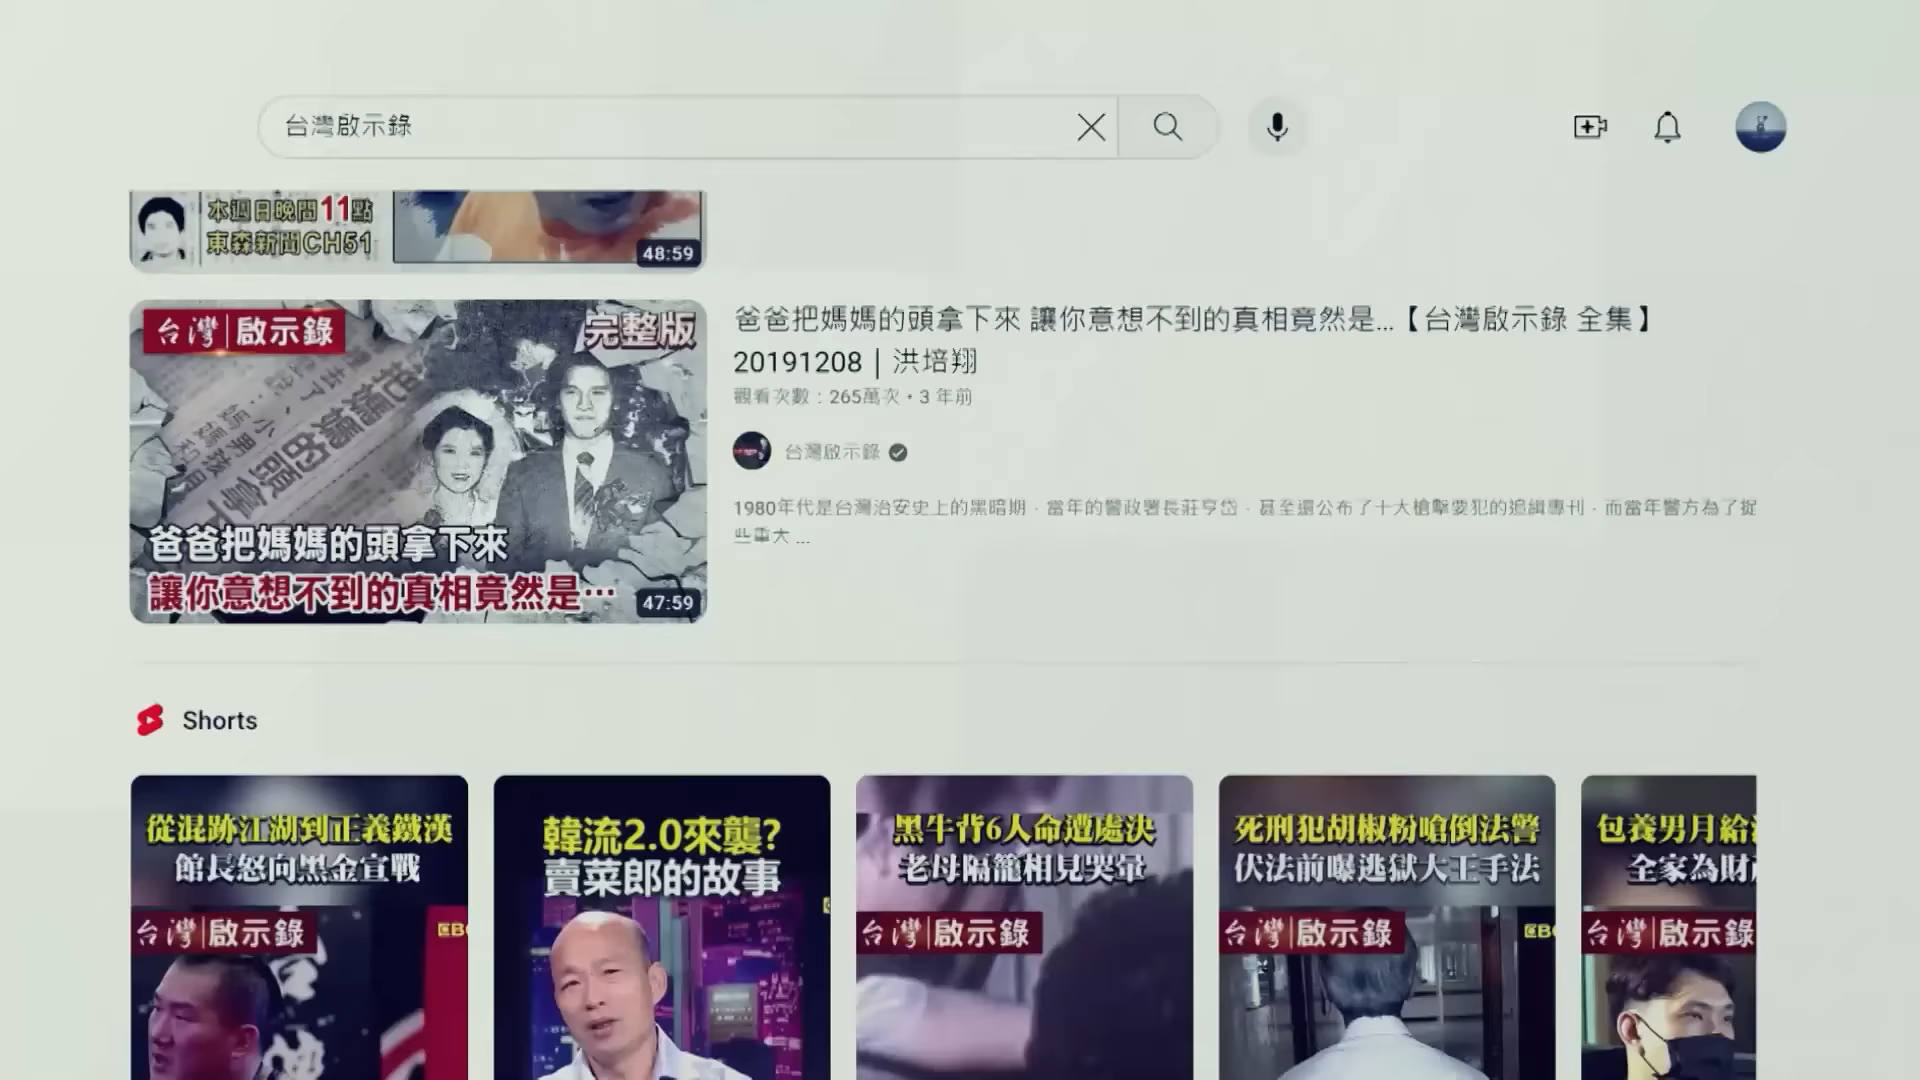 台灣啟示錄
本週日晚間11點
東森新聞CH51
48:59
台灣|啟示錄
完整版
把媽媽的頭拿下
爸爸把媽媽的頭拿下來
讓你意想不到的真相竟然是…
47:59
爸爸把媽媽的頭拿下來 讓你意想不到的真相竟然是...【台灣啟示錄 全集】
20191208｜洪培翔
觀看次數：265萬次・3 年前
台灣啟示錄
1980年代是台灣治安史上的黑暗期，當年的警政署長莊亨岱，甚至還公布了十大槍擊要犯的追緝專刊，而當年警方為了捉
些重大 ...
Shorts
從混跡江湖到正義鐵漢
館長怒向黑金宣戰
台灣|啟示錄
韓流2.0來襲?
賣菜郎的故事
黑牛背6人命遭處決
老母隔籠相見哭暈
台灣|啟示錄
死刑犯胡椒粉嗆倒法警
伏法前曝逃獄大王手法
台灣|啟示錄
包養男月給
全家為財
台灣|啟示錄